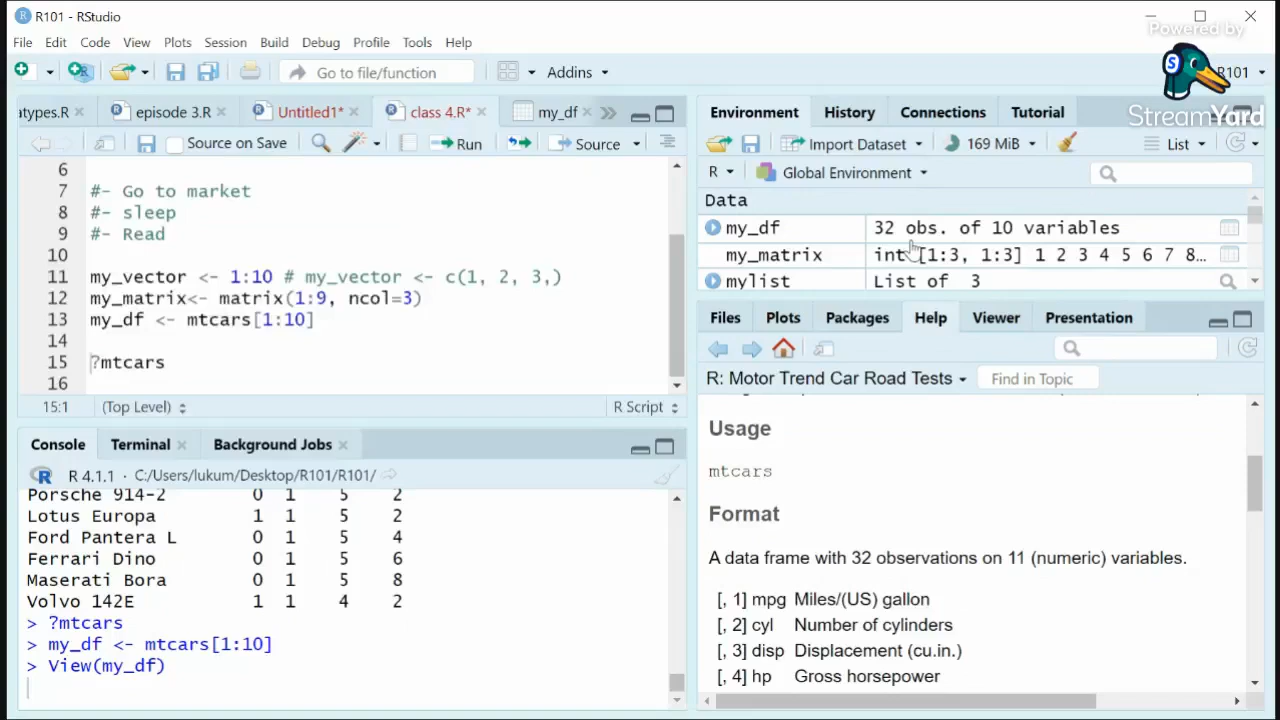 R101 - RStudio
Powered by
File Edit Code View Plots Session Build Debug Profile Tools Help
Go to file/function Addins R101
StreamYard
atypes.R episode 3.R Untitled1* class 4.R* my_df
Source on Save Run Source
6
7 #- Go to market
8 #- sleep
9 #- Read
10
11 my_vector <- 1:10 # my_vector <- c(1, 2, 3,)
12 my_matrix<- matrix(1:9, ncol=3)
13 my_df <- mtcars[1:10]
14
15 ?mtcars
16
15:1 (Top Level) R Script
Console Terminal Background Jobs
R 4.1.1 · C:/Users/lukum/Desktop/R101/R101/
Porsche 914-2 0 1 5 2
Lotus Europa 1 1 5 2
Ford Pantera L 0 1 5 4
Ferrari Dino 0 1 5 6
Maserati Bora 0 1 5 8
Volvo 142E 1 1 4 2
> ?mtcars
> my_df <- mtcars[1:10]
> View(my_df)
Environment History Connections Tutorial
Import Dataset 169 MiB List
R Global Environment
Data
my_df 32 obs. of 10 variables
my_matrix int [1:3, 1:3] 1 2 3 4 5 6 7 8...
mylist List of 3
Files Plots Packages Help Viewer Presentation
R: Motor Trend Car Road Tests Find in Topic
Usage
mtcars
Format
A data frame with 32 observations on 11 (numeric) variables.
[, 1] mpg Miles/(US) gallon
[, 2] cyl Number of cylinders
[, 3] disp Displacement (cu.in.)
[, 4] hp Gross horsepower